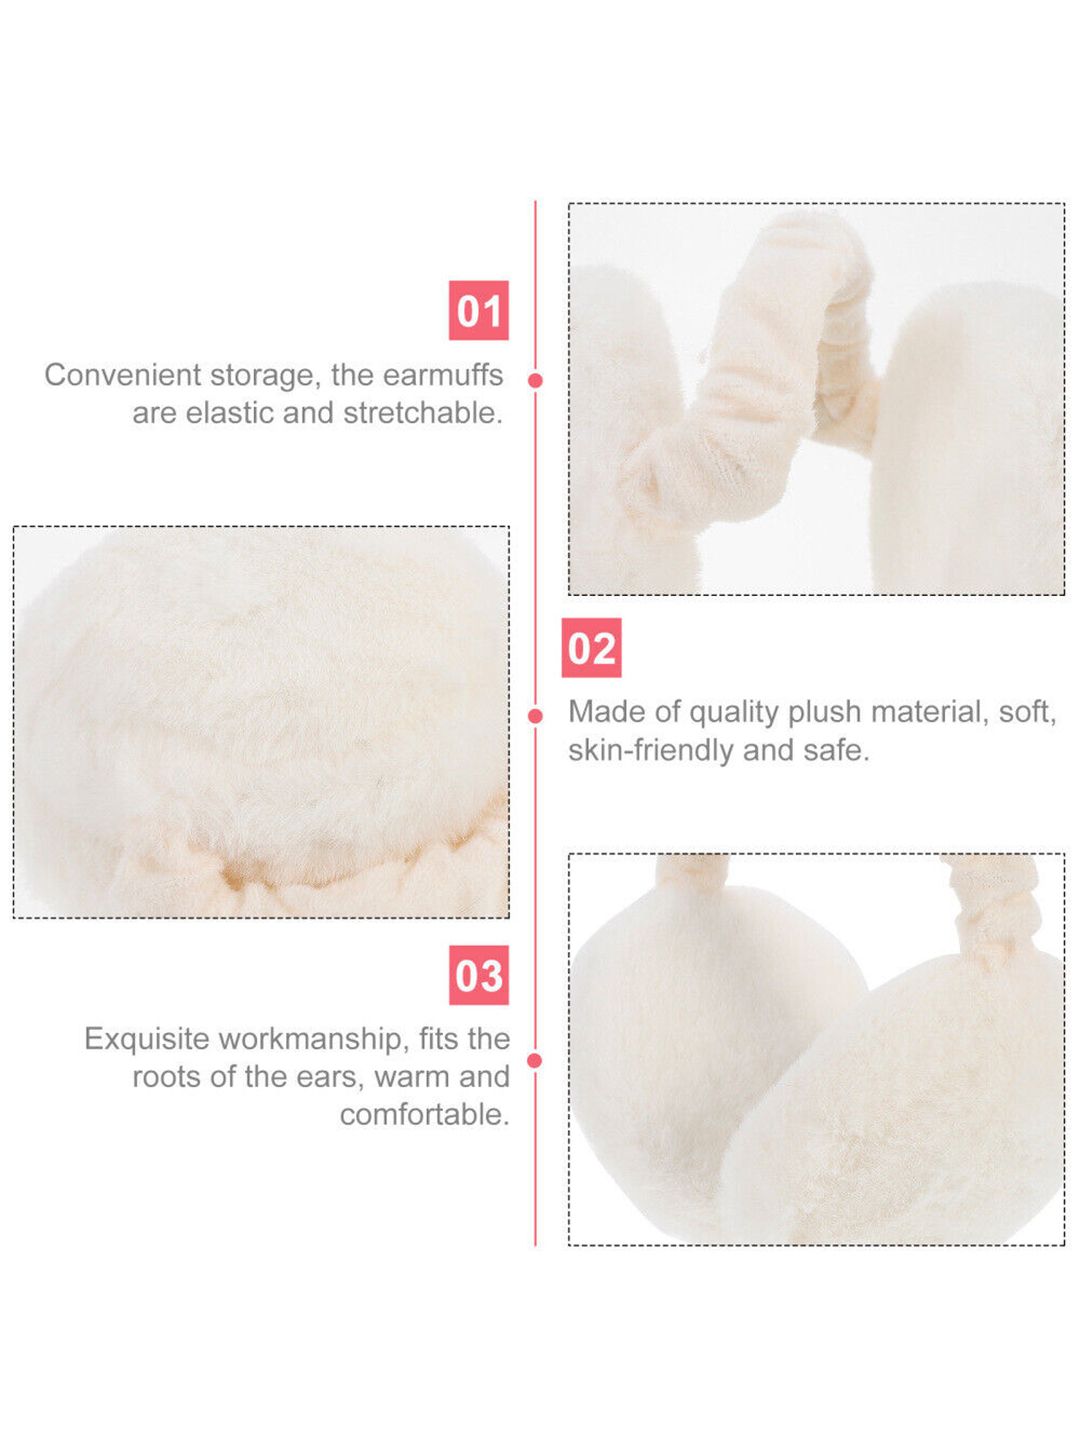 01
Convenient storage, the earmuffs
are elastic and stretchable.
02
Made of quality plush material, soft,
skin-friendly and safe.
03
Exquisite workmanship, fits the
roots of the ears, warm and
comfortable.